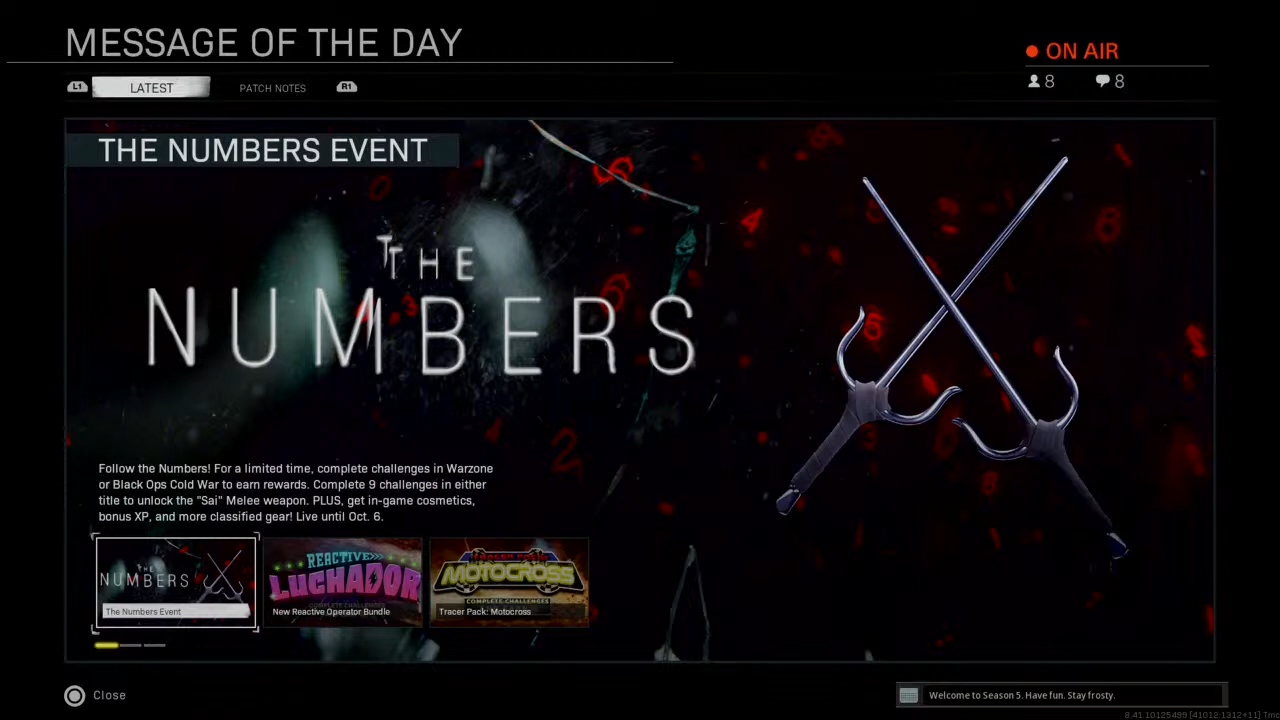 MESSAGE OF THE DAY
ON AIR
L1 LATEST PATCH NOTES R1
8 8
THE NUMBERS EVENT
THE
NUMBERS
Follow the Numbers! For a limited time, complete challenges in Warzone
or Black Ops Cold War to earn rewards. Complete 9 challenges in either
title to unlock the "Sai" Melee weapon. PLUS, get in-game cosmetics,
bonus XP, and more classified gear! Live until Oct. 6.
THE
NUMBERS
The Numbers Event
REACTIVE
LUCHADOR
COMPLETE CHALLENGES
New Reactive Operator Bundle
TRACER PACK:
MOTOCROSS
COMPLETE CHALLENGES
Tracer Pack: Motocross
Close
Welcome to Season 5. Have fun. Stay frosty.